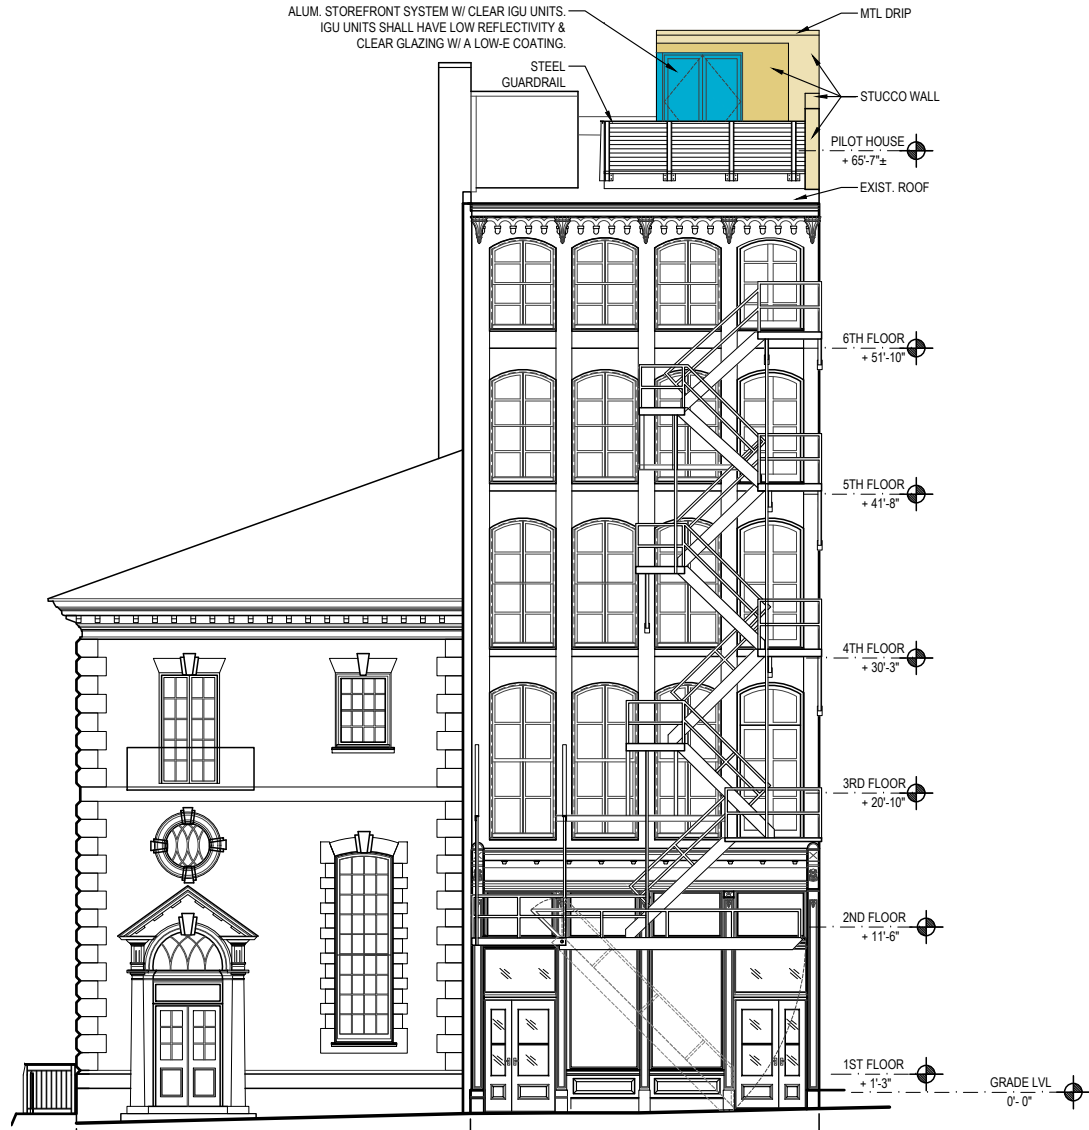 ALUM. STOREFRONT SYSTEM W/ CLEAR IGU UNITS.
IGU UNITS SHALL HAVE LOW REFLECTIVITY &
CLEAR GLAZING W/ A LOW-E COATING.
MTL DRIP
STEEL
GUARDRAIL
STUCCO WALL
PILOT HOUSE
+ 65'-7"±
EXIST. ROOF
6TH FLOOR
+ 51'-10"
5TH FLOOR
+ 41'-8"
4TH FLOOR
+ 30'-3"
3RD FLOOR
+ 20'-10"
2ND FLOOR
+ 11'-6"
1ST FLOOR
+ 1'-3"
GRADE LVL
0'- 0"